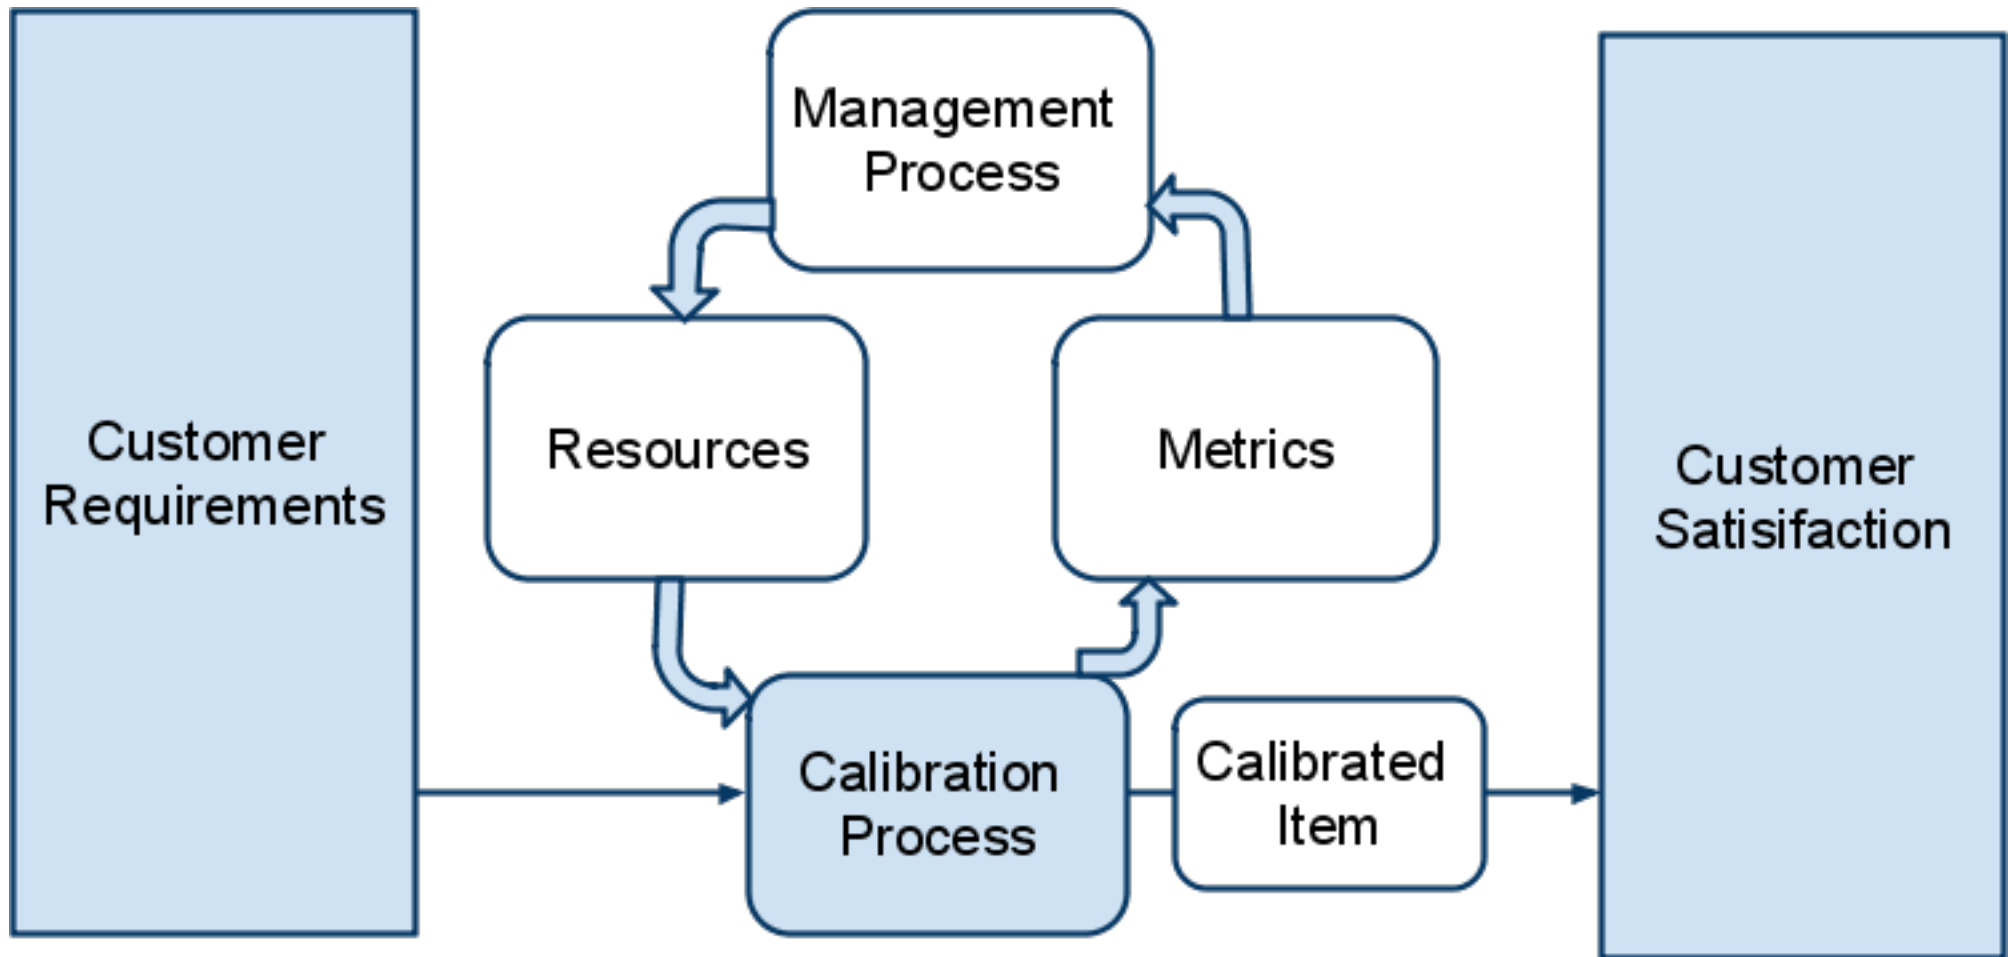 Management
Process
Customer
Requirements
Resources
Metrics
Customer
Satisifaction
Calibration
Process
Calibrated
Item